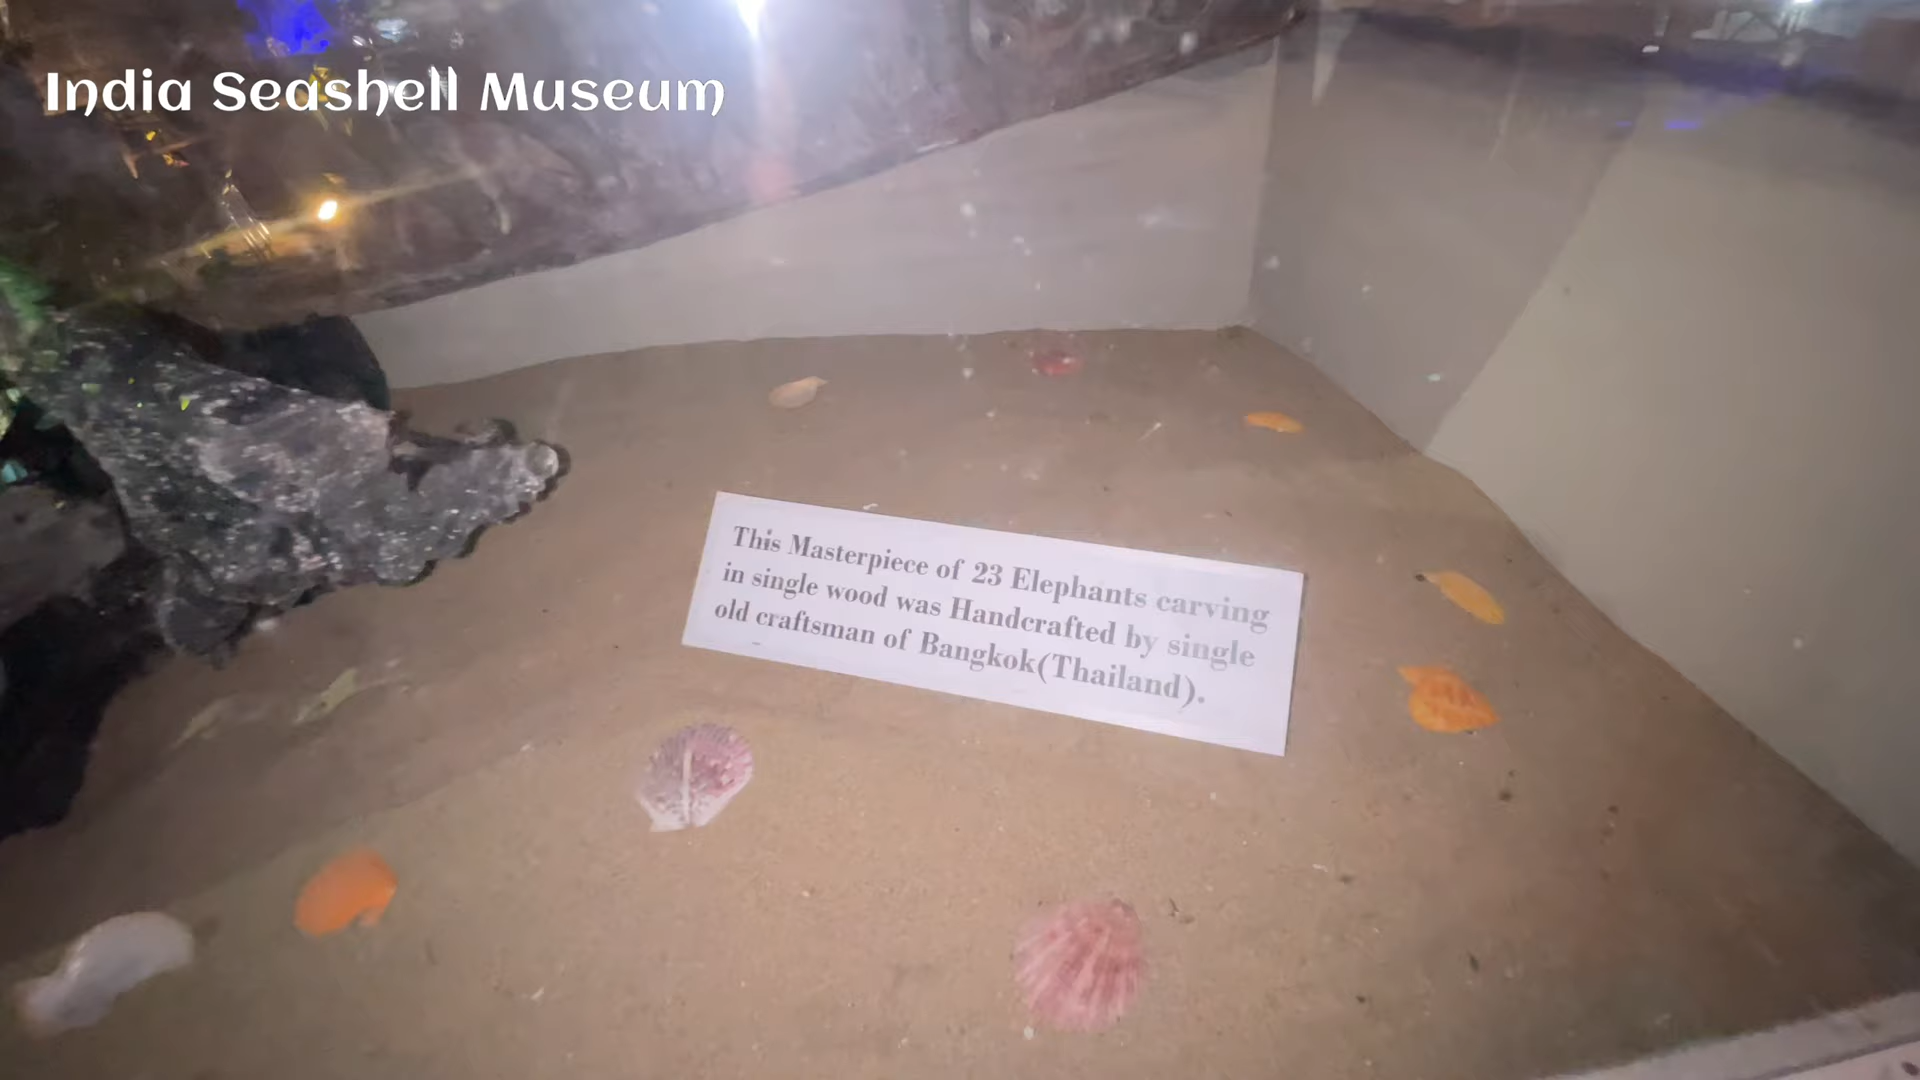 India Seashell Museum
This Masterpiece of 23 Elephants carving
in single wood was Handcrafted by single
old craftsman of Bangkok(Thailand).